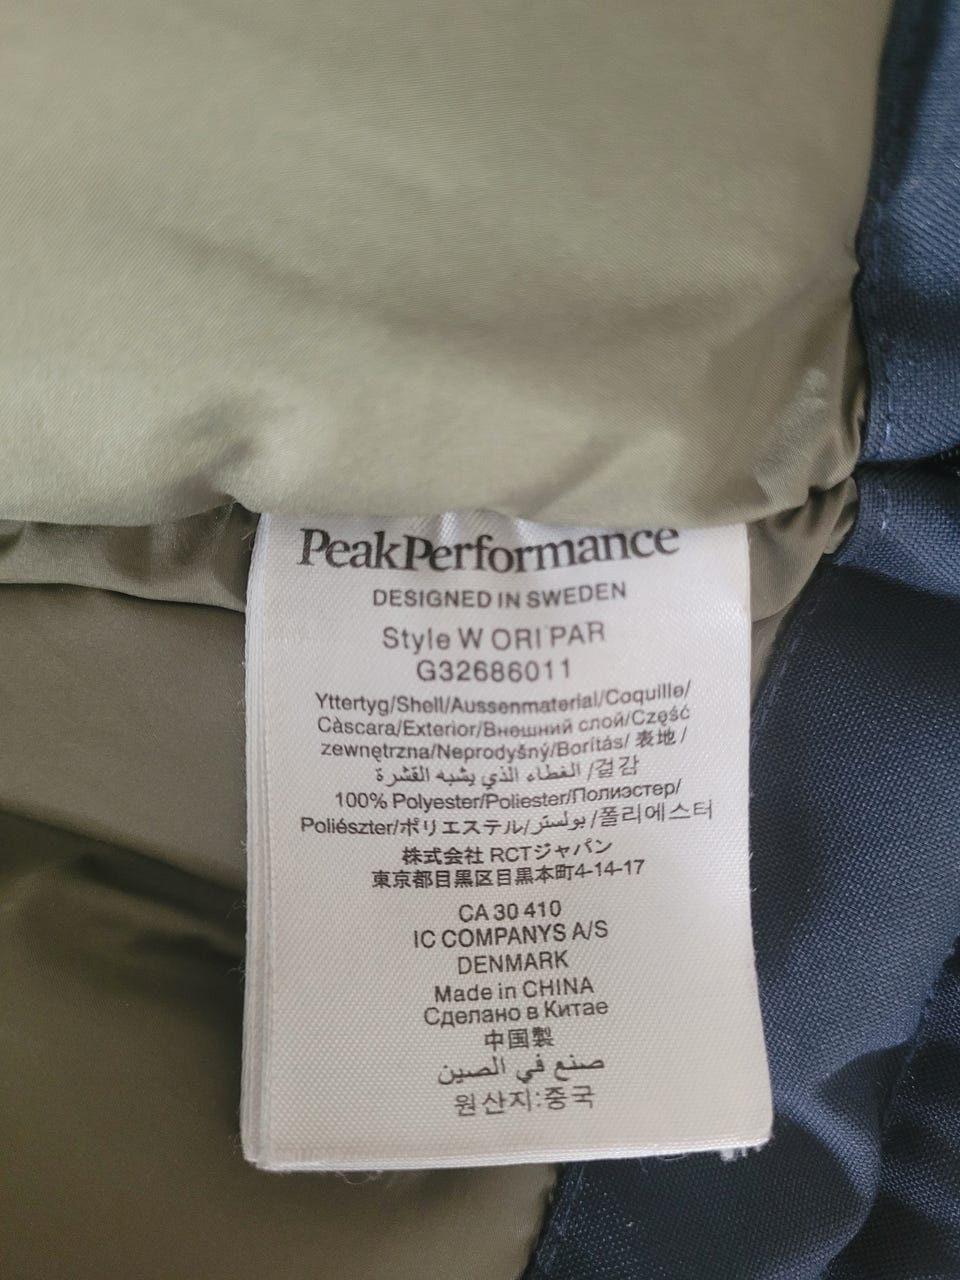 PeakPerformance
DESIGNED IN SWEDEN
Style W ORI PAR
G32686011
Yttertyg/Shell/Aussenmaterial/Coquille/
Càscara/Exterior/Внешний слой/Część
zewnętrzna/Neprodyšný/Borítás/ 表地 /
الغطاء الذي يشبه القشرة /겉감
100% Polyester/Poliester/Полиэстер/
Poliészter/ポリエステル/بولستر/폴리에스터
株式会社 RCTジャパン
東京都目黒区目黒本町4-14-17
CA 30 410
IC COMPANYS A/S
DENMARK
Made in CHINA
Сделано в Китае
中国製
صنع في الصين
원산지:중국